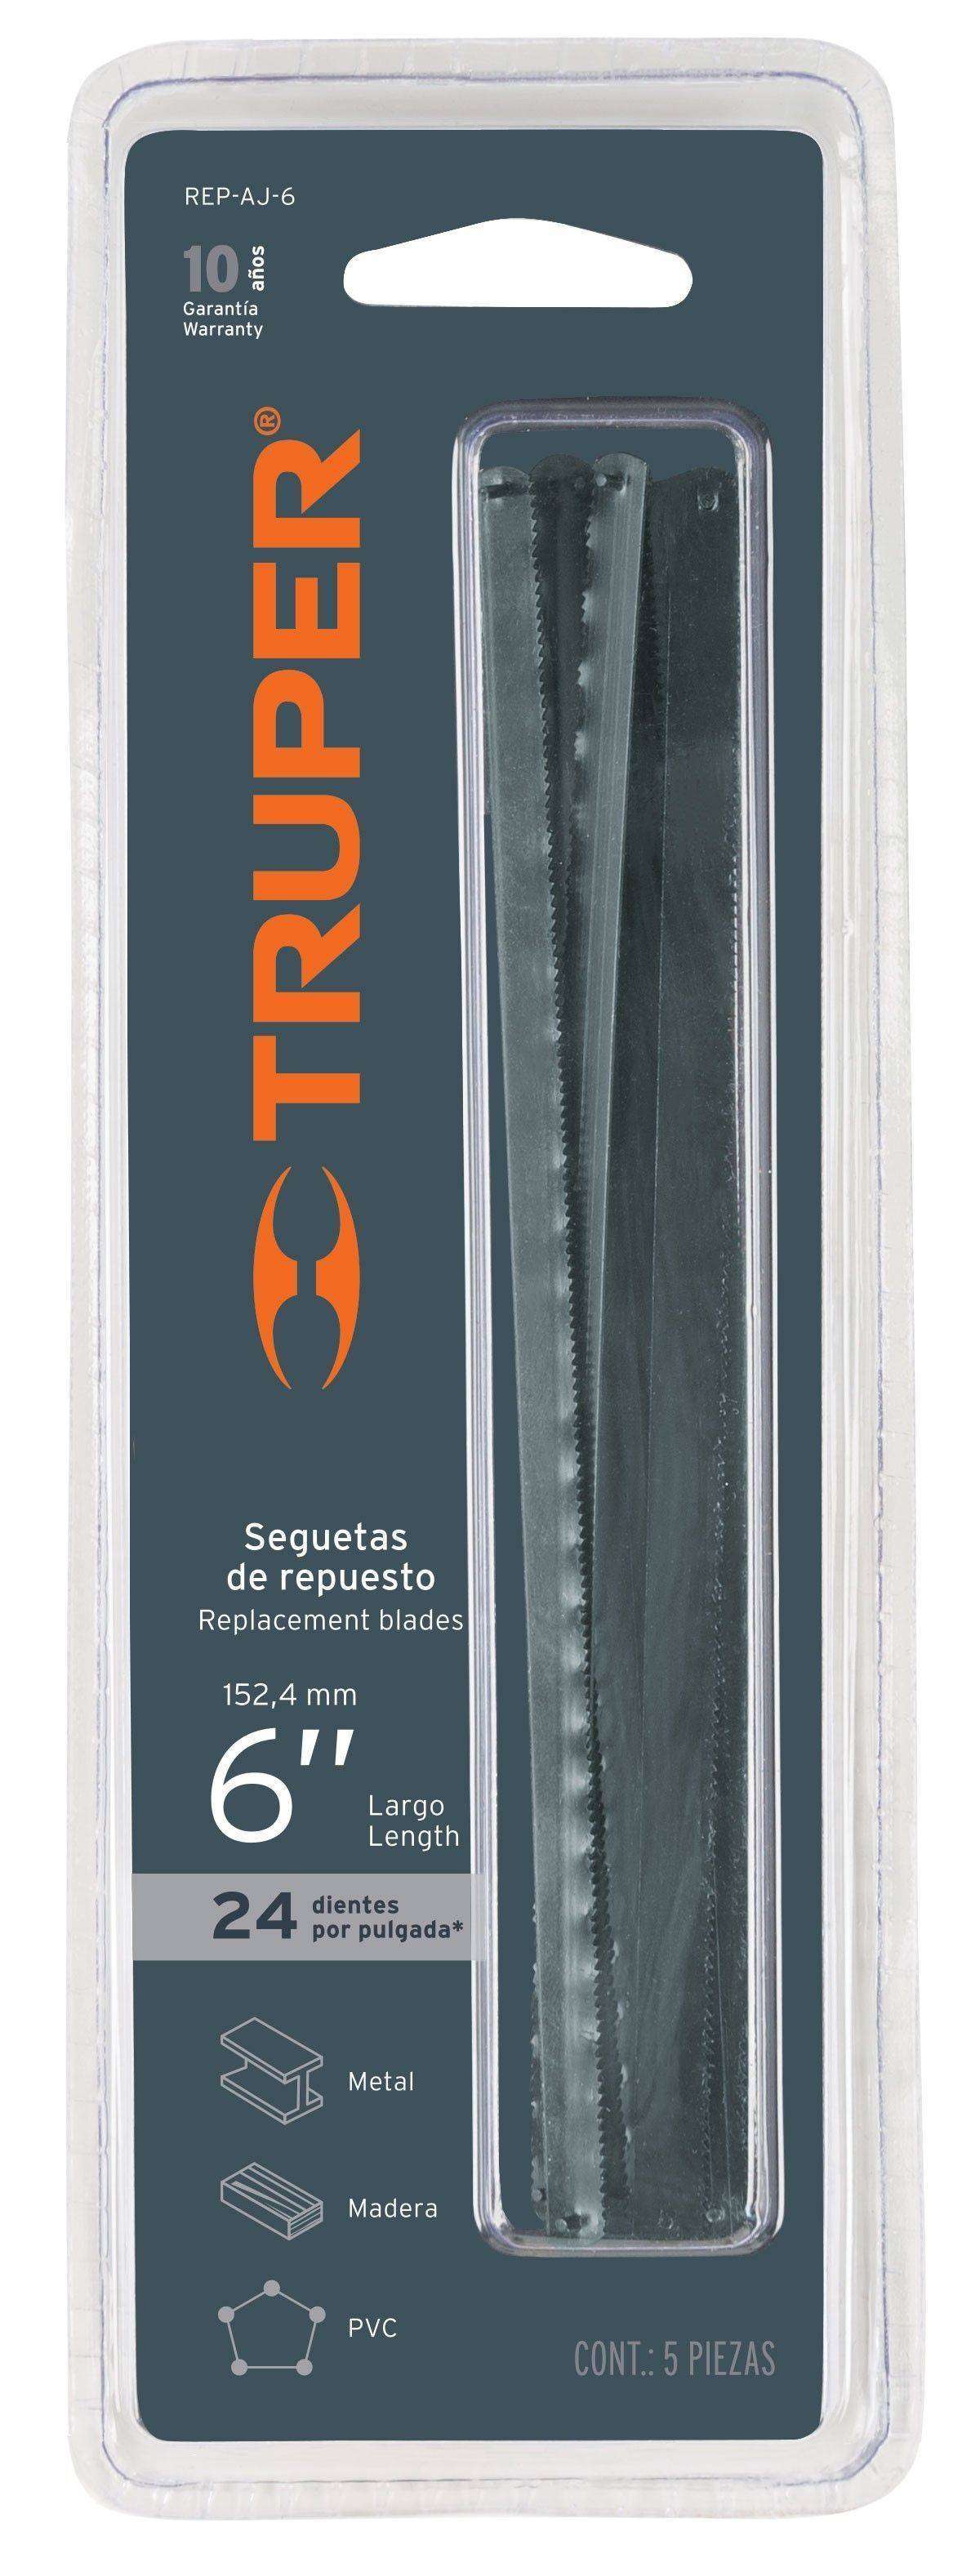 REP-AJ-6
10 años
Garantía
Warranty
TRUPER®
Seguetas
de repuesto
Replacement blades
152,4 mm
6"
Largo
Length
24 dientes
por pulgada*
Metal
Madera
PVC
CONT.: 5 PIEZAS